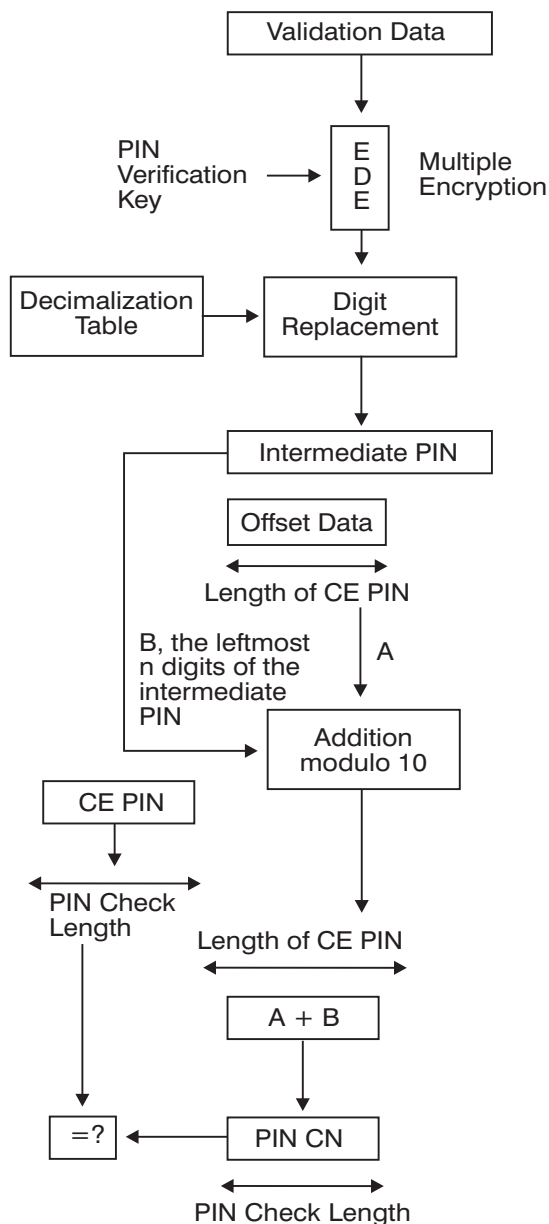 Validation Data
PIN
Verification
Key
E
D
E
Multiple
Encryption
Decimalization
Table
Digit
Replacement
Intermediate PIN
Offset Data
Length of CE PIN
B, the leftmost
n digits of the
intermediate
PIN
A
Addition
modulo 10
CE PIN
PIN Check
Length
Length of CE PIN
A + B
=?
PIN CN
PIN Check Length